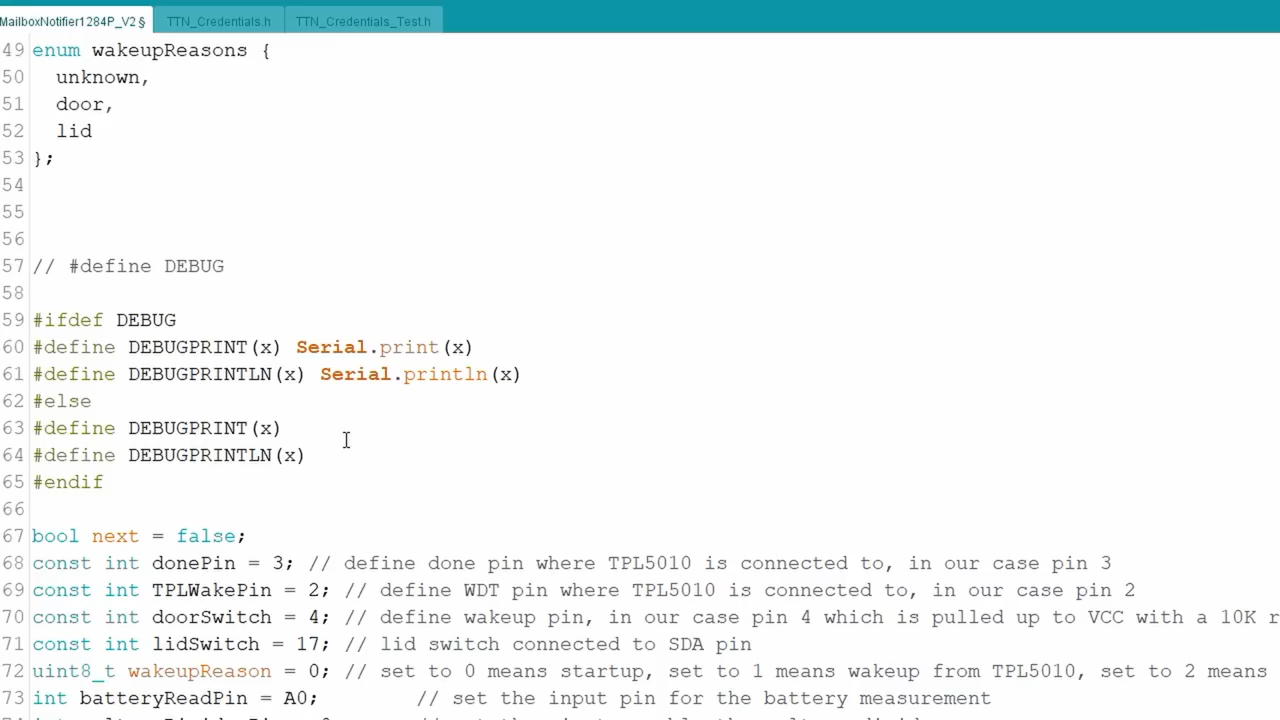 MailboxNotifier1284P_V2 § TTN_Credentials.h TTN_Credentials_Test.h
49 enum wakeupReasons {
50 unknown,
51 door,
52 lid
53 };
54
55
56
57 // #define DEBUG
58
59 #ifdef DEBUG
60 #define DEBUGPRINT(x) Serial.print(x)
61 #define DEBUGPRINTLN(x) Serial.println(x)
62 #else
63 #define DEBUGPRINT(x)
64 #define DEBUGPRINTLN(x)
65 #endif
66
67 bool next = false;
68 const int donePin = 3; // define done pin where TPL5010 is connected to, in our case pin 3
69 const int TPLWakePin = 2; // define WDT pin where TPL5010 is connected to, in our case pin 2
70 const int doorSwitch = 4; // define wakeup pin, in our case pin 4 which is pulled up to VCC with a 10K r
71 const int lidSwitch = 17; // lid switch connected to SDA pin
72 uint8_t wakeupReason = 0; // set to 0 means startup, set to 1 means wakeup from TPL5010, set to 2 means
73 int batteryReadPin = A0; // set the input pin for the battery measurement